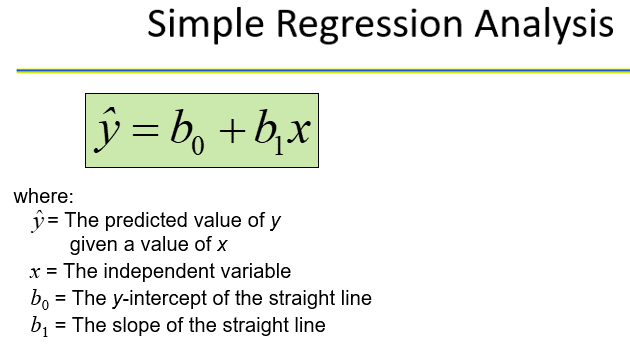 Simple Regression Analysis
ŷ = b₀ + b₁x
where:
ŷ = The predicted value of y
given a value of x
x = The independent variable
b₀ = The y-intercept of the straight line
b₁ = The slope of the straight line